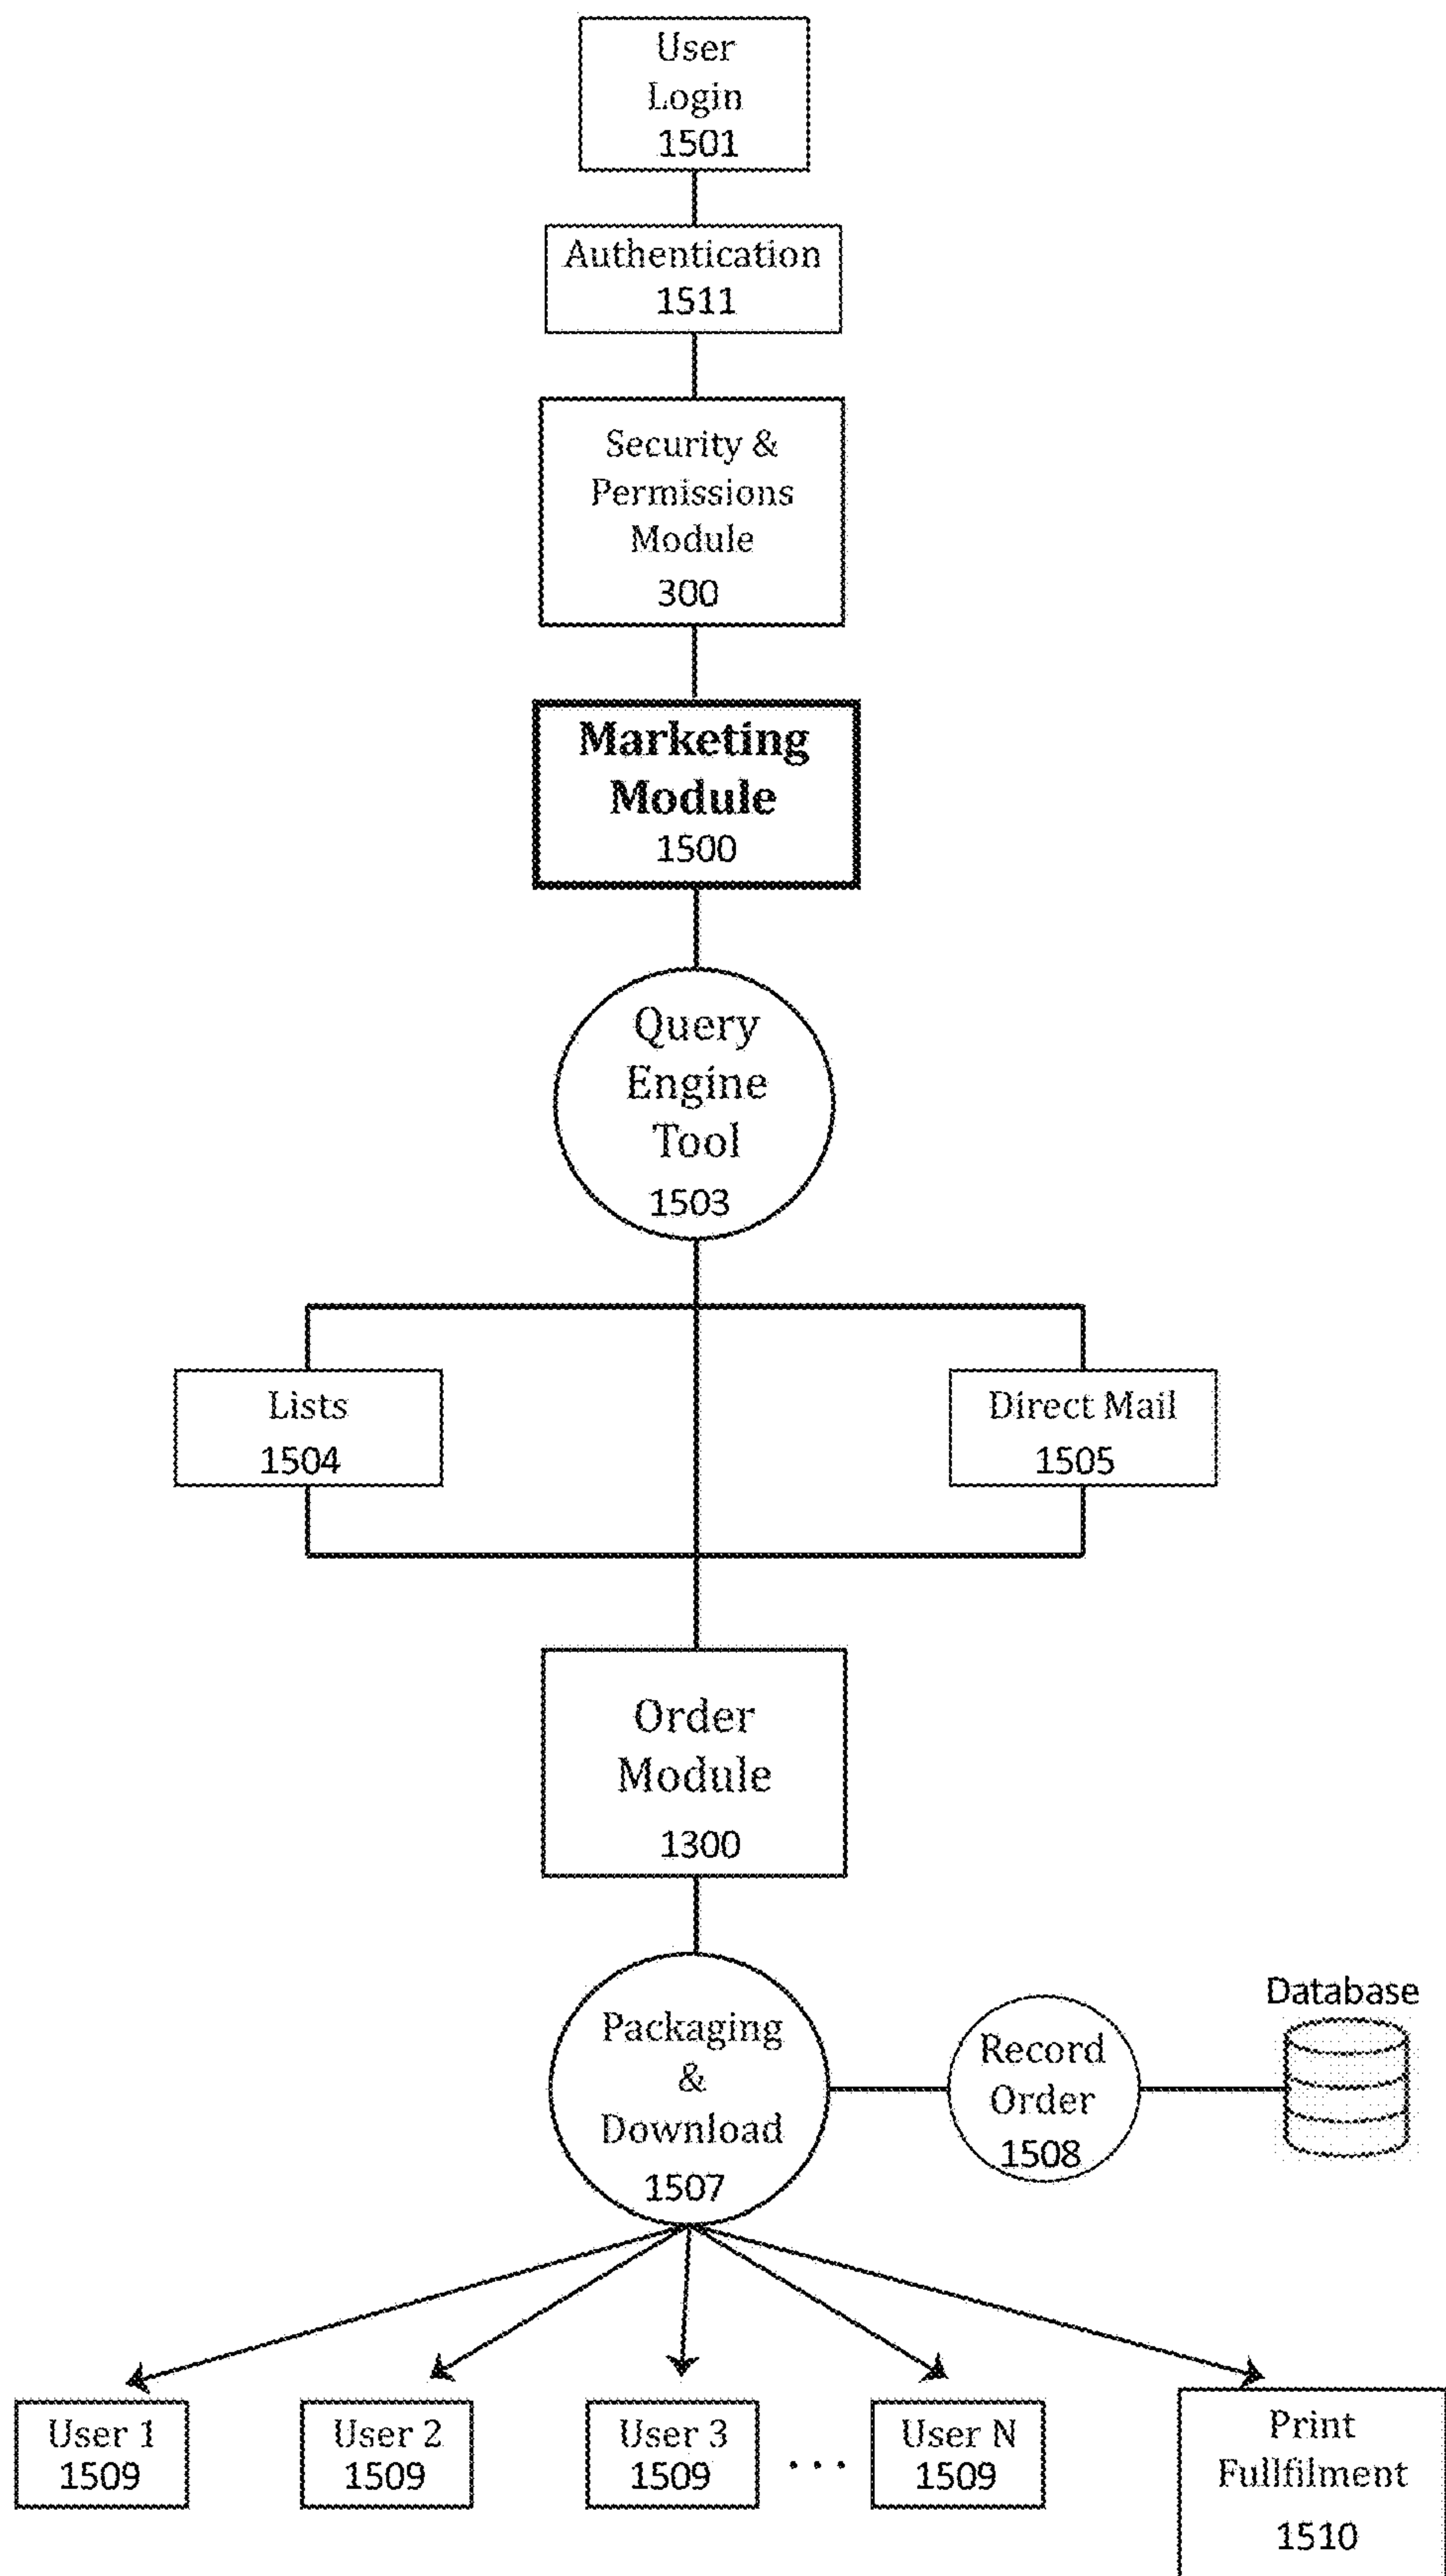 User
Login
1501
Authentication
1511
Security &
Permissions
Module
300
Marketing
Module
1500
Query
Engine
Tool
1503
Lists
1504
Direct Mail
1505
Order
Module
1300
Packaging
&
Download
1507
Record
Order
1508
Database
User 1
1509
User 2
1509
User 3
1509
...
User N
1509
Print
Fullfilment
1510